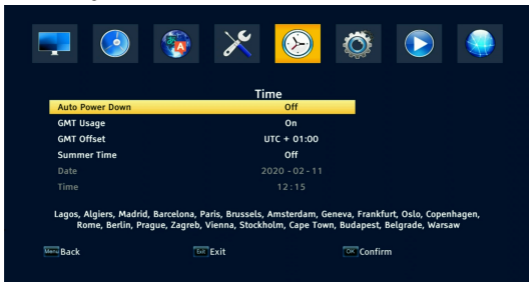 A
Time
Auto Power Down Off
GMT Usage On
GMT Offset UTC + 01:00
Summer Time Off
Date 2020 - 02 - 11
Time 12:15
Lagos, Algiers, Madrid, Barcelona, Paris, Brussels, Amsterdam, Geneva, Frankfurt, Oslo, Copenhagen,
Rome, Berlin, Prague, Zagreb, Vienna, Stockholm, Cape Town, Budapest, Belgrade, Warsaw
Menu Back Exit Exit OK Confirm